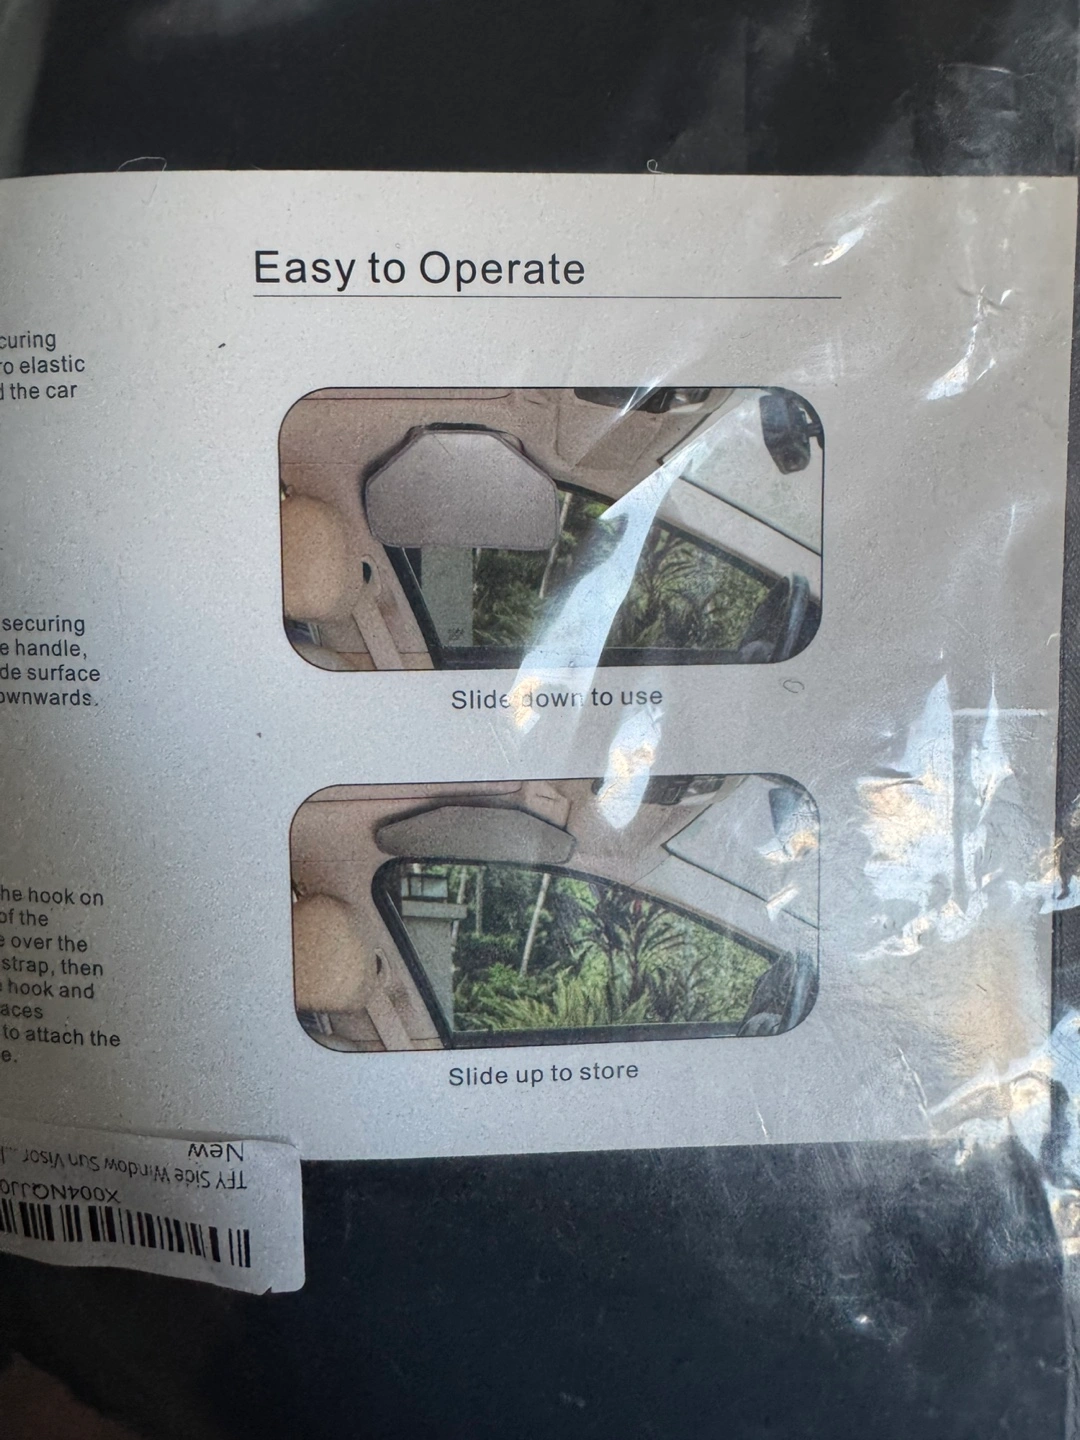 Easy to Operate
curing
ro elastic
d the car
securing
e handle,
de surface
ownwards.
Slide down to use
he hook on
of the
e over the
strap, then
e hook and
aces
to attach the
e.
Slide up to store
TFY Side Window Sun Visor ...
New